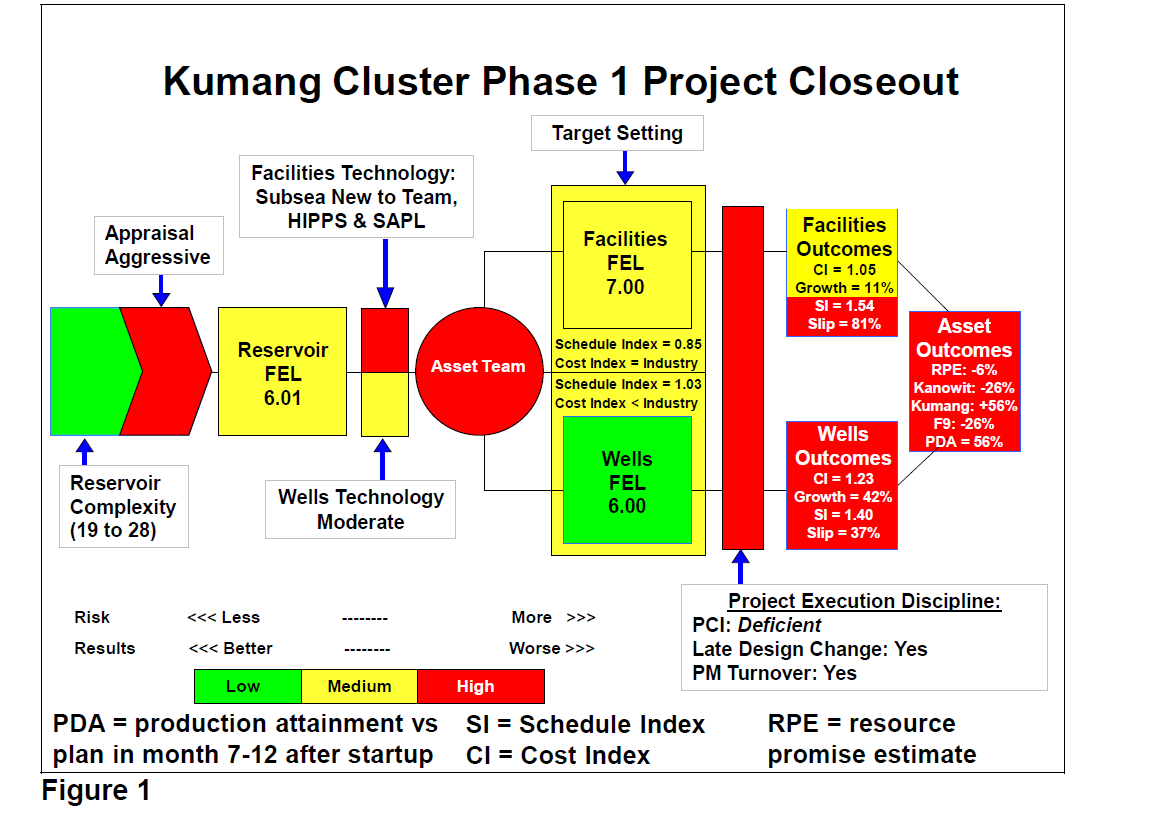 Kumang Cluster Phase 1 Project Closeout
Target Setting
Facilities Technology:
Subsea New to Team,
HIPPS & SAPL
Appraisal
Aggressive
Reservoir
FEL
6.01
Asset Team
Facilities
FEL
7.00
Schedule Index = 0.85
Cost Index = Industry
Schedule Index = 1.03
Cost Index < Industry
Wells
FEL
6.00
Facilities
Outcomes
CI = 1.05
Growth = 11%
SI = 1.54
Slip = 81%
Asset
Outcomes
RPE: -6%
Kanowit: -26%
Kumang: +56%
F9: -26%
PDA = 56%
Wells
Outcomes
CI = 1.23
Growth = 42%
SI = 1.40
Slip = 37%
Reservoir
Complexity
(19 to 28)
Wells Technology
Moderate
Project Execution Discipline:
PCI: Deficient
Late Design Change: Yes
PM Turnover: Yes
Risk <<< Less -------- More >>>
Results <<< Better -------- Worse >>>
Low Medium High
PDA = production attainment vs
plan in month 7-12 after startup
SI = Schedule Index
CI = Cost Index
RPE = resource
promise estimate
Figure 1